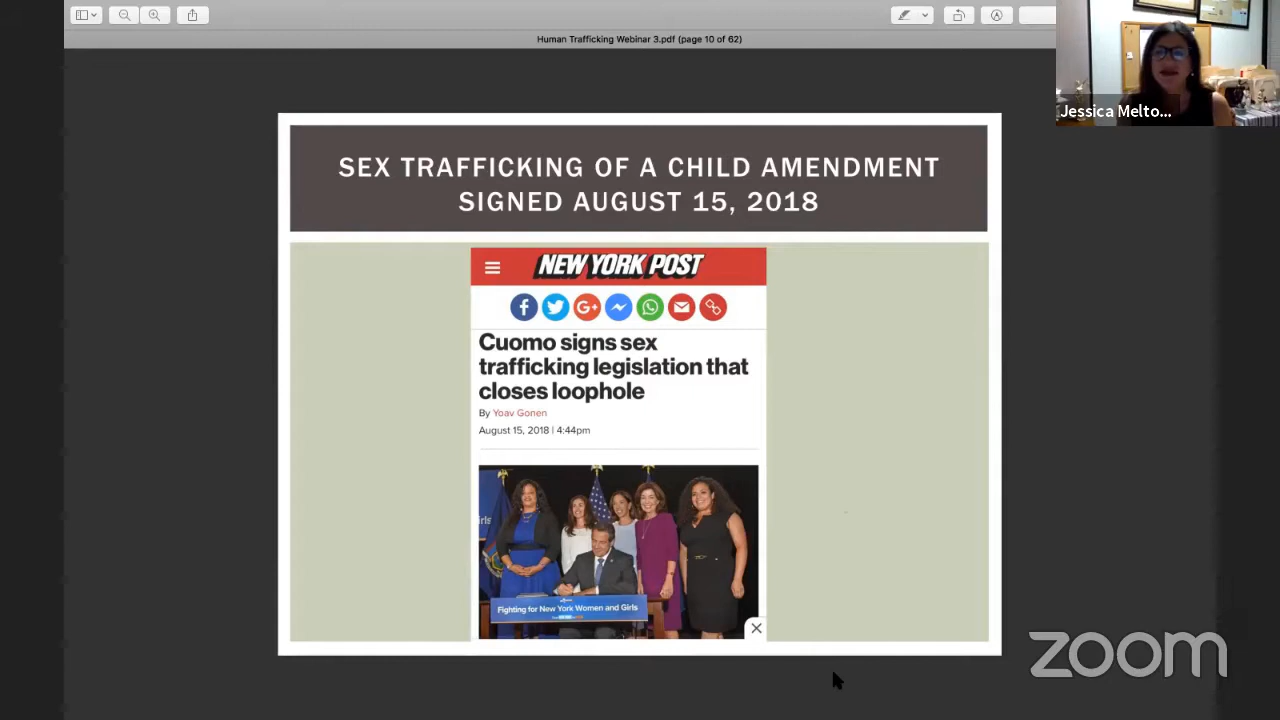 Human Trafficking Webinar 3.pdf (page 10 of 62)
Jessica Melto...
SEX TRAFFICKING OF A CHILD AMENDMENT
SIGNED AUGUST 15, 2018
NEW YORK POST
Cuomo signs sex
trafficking legislation that
closes loophole
By Yoav Gonen
August 15, 2018 | 4:44pm
Girls
Fighting for New York Women and Girls
zoom